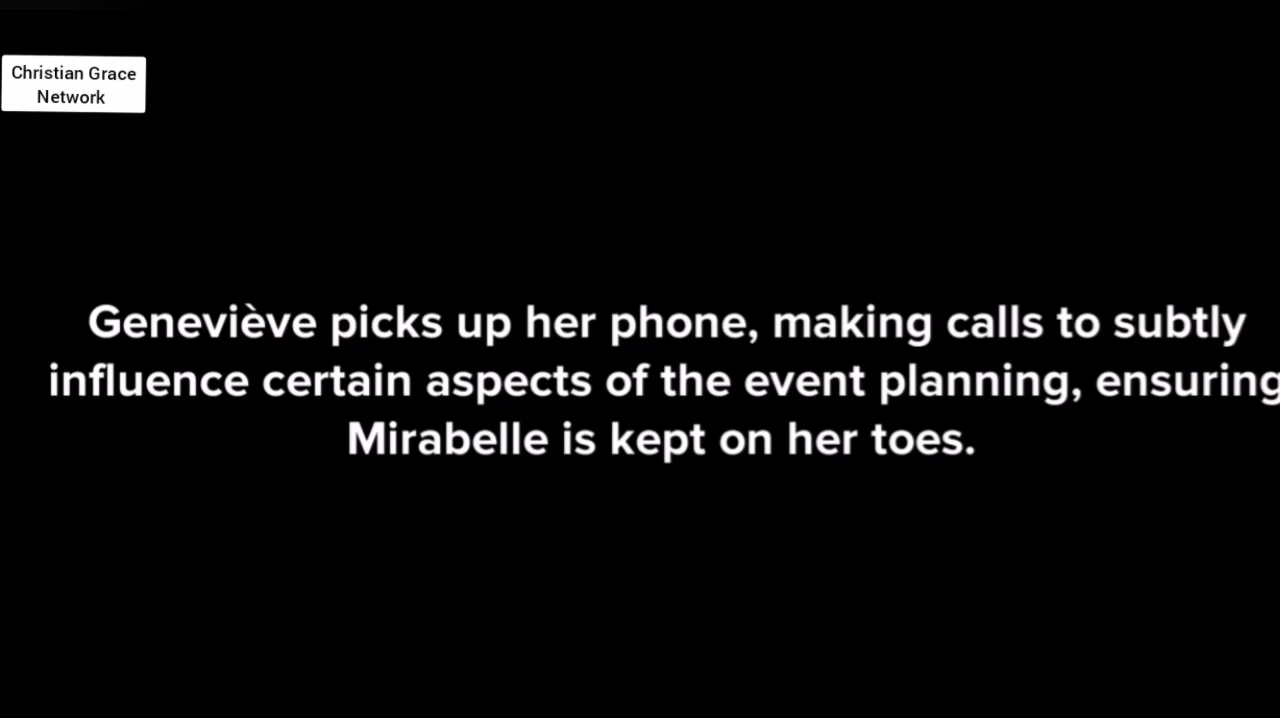 Christian Grace
Network
Geneviève picks up her phone, making calls to subtly
influence certain aspects of the event planning, ensuring
Mirabelle is kept on her toes.